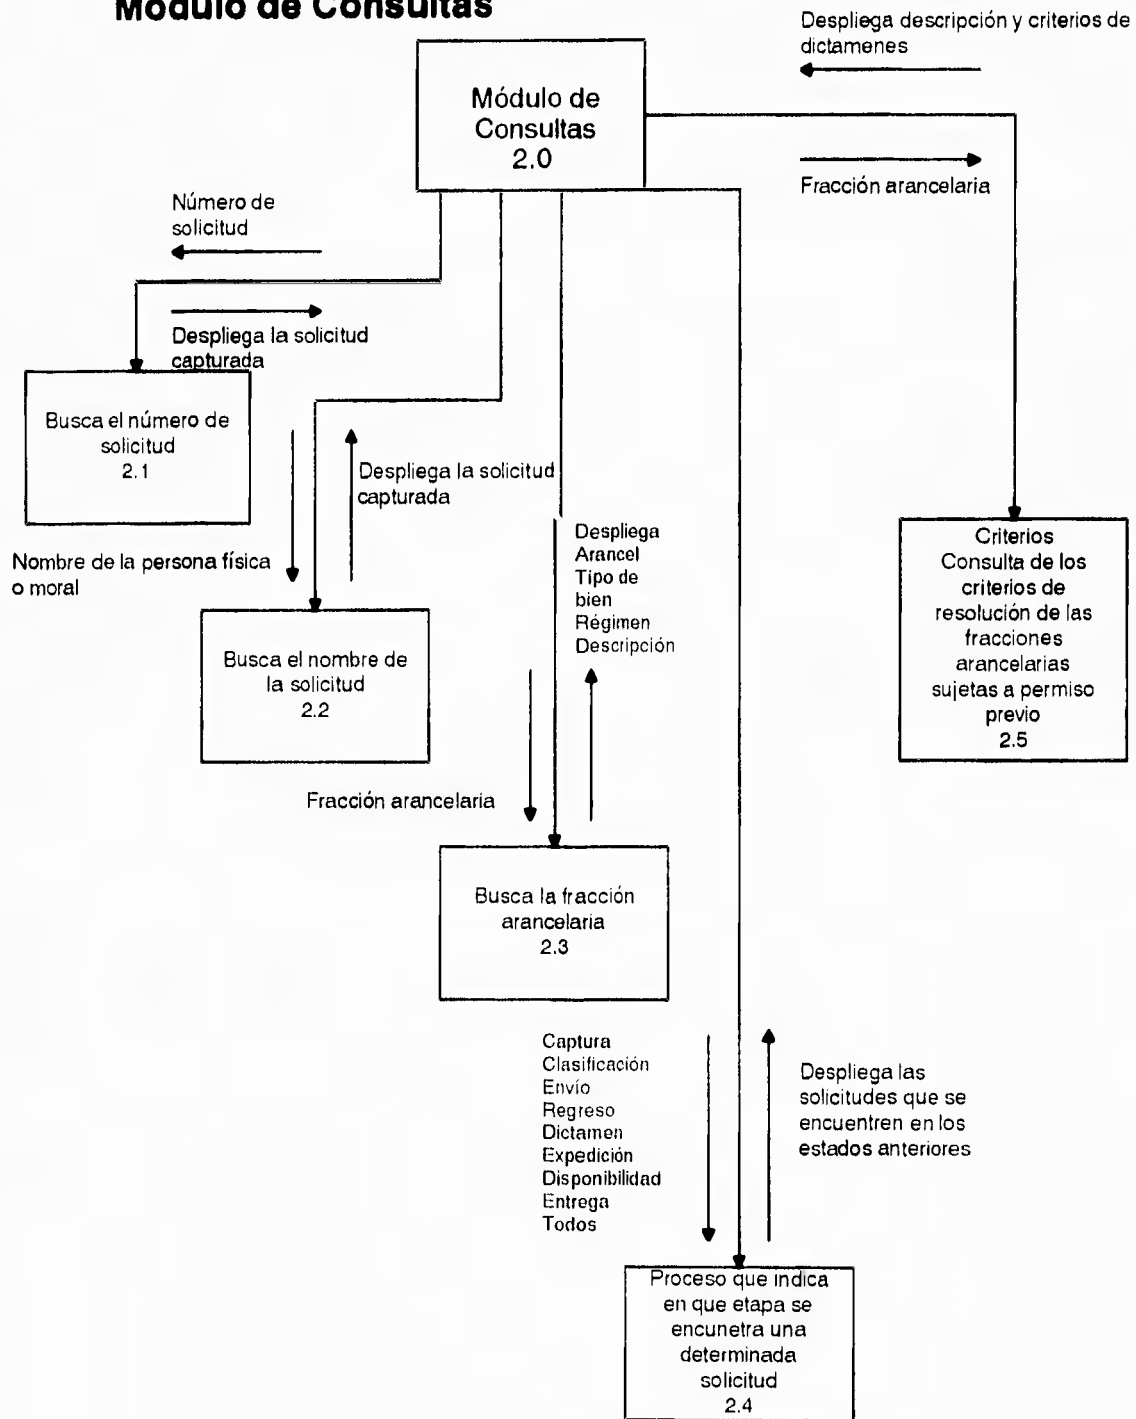 Módulo de Consultas
Despliega descripción y criterios de
dictamenes
Módulo de
Consultas
2.0
Fracción arancelaria
Número de
solicitud
Despliega la solicitud
capturada
Busca el número de
solicitud
2.1
Despliega la solicitud
capturada
Nombre de la persona física
o moral
Busca el nombre de
la solicitud
2.2
Despliega
Arancel
Tipo de
bien
Régimen
Descripción
Criterios
Consulta de los
criterios de
resolución de las
fracciones
arancelarias
sujetas a permiso
previo
2.5
Fracción arancelaria
Busca la fracción
arancelaria
2.3
Captura
Clasificación
Envío
Regreso
Dictamen
Expedición
Disponibilidad
Entrega
Todos
Despliega las
solicitudes que se
encuentren en los
estados anteriores
Proceso que indica
en que etapa se
encunetra una
determinada
solicitud
2.4